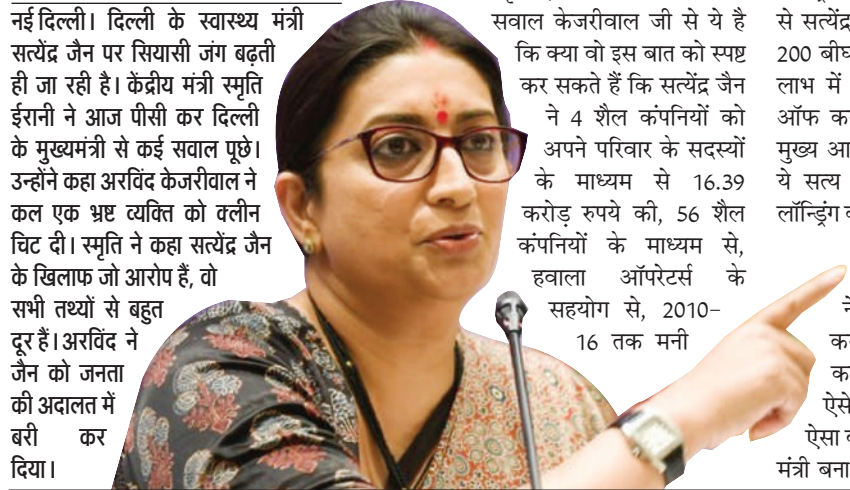 नई दिल्ली। दिल्ली के स्वास्थ्य मंत्री
सत्येंद्र जैन पर सियासी जंग बढ़ती
ही जा रही है। केंद्रीय मंत्री स्मृति
ईरानी ने आज पीसी कर दिल्ली
के मुख्यमंत्री से कई सवाल पूछे।
उन्होंने कहा अरविंद केजरीवाल ने
कल एक भ्रष्ट व्यक्ति को क्लीन
चिट दी। स्मृति ने कहा सत्येंद्र जैन
के खिलाफ जो आरोप हैं, वो
सभी तथ्यों से बहुत
दूर हैं। अरविंद ने
जैन को जनता
की अदालत में
बरी कर
दिया।
सवाल केजरीवाल जी से ये है
कि क्या वो इस बात को स्पष्ट
कर सकते हैं कि सत्येंद्र जैन
ने 4 शैल कंपनियों को
अपने परिवार के सदस्यों
के माध्यम से 16.39
करोड़ रुपये की, 56 शैल
कंपनियों के माध्यम से,
हवाला ऑपरेटर्स के
सहयोग से, 2010-
16 तक मनी
से सत्येंद्र
200
लाभ में
ऑफ
मुख्य
ये सत्य
लॉन्ड्रिंग
ऐसा
मंत्री बना